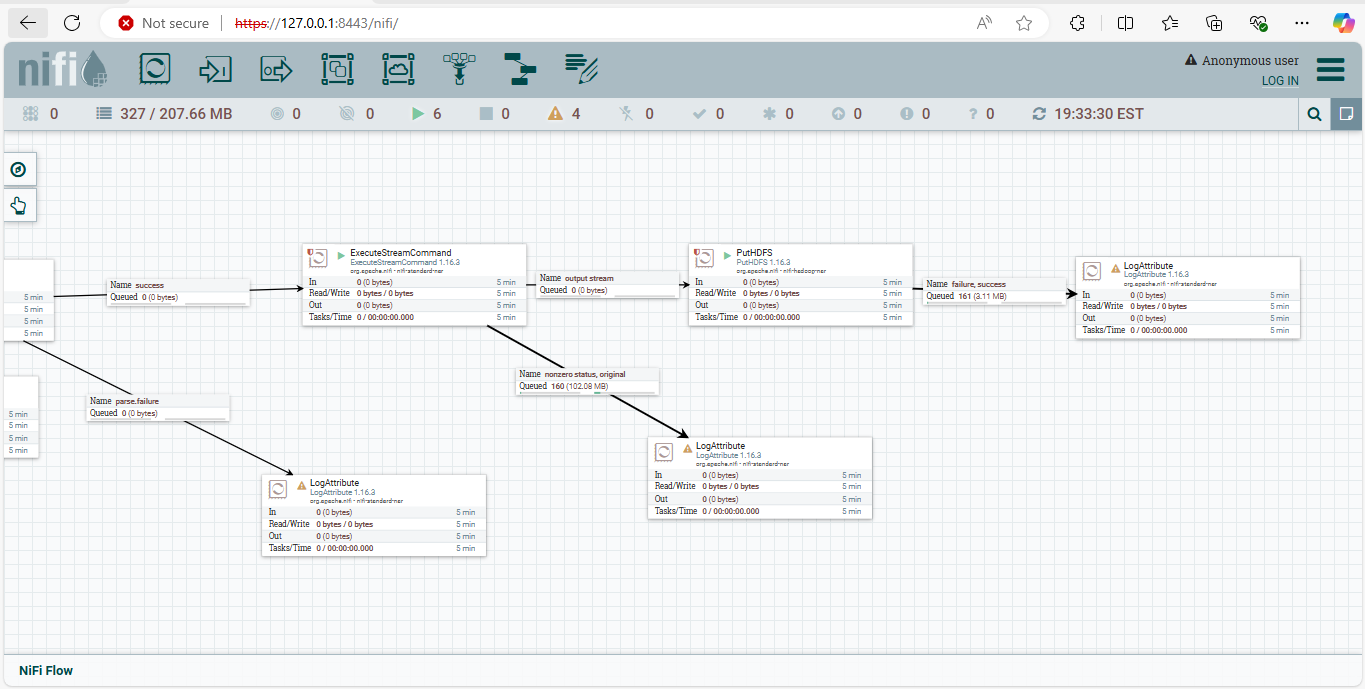 Not secure https://127.0.0.1:8443/nifi/
nifi
Anonymous user
LOG IN
0 327 / 207.66 MB 0 0 6 0 4 0 0 0 0 0 ? 0 19:33:30 EST
5 min
5 min
5 min
5 min
Name success
Queued 0 (0 bytes)
ExecuteStreamCommand
ExecuteStreamCommand 1.16.3
org.apache.nifi - nifi-standard-nar
In 0 (0 bytes) 5 min
Read/Write 0 bytes / 0 bytes 5 min
Out 0 (0 bytes) 5 min
Tasks/Time 0 / 00:00:00.000 5 min
Name output stream
Queued 0 (0 bytes)
PutHDFS
PutHDFS 1.16.3
org.apache.nifi - nifi-hadoop-nar
In 0 (0 bytes) 5 min
Read/Write 0 bytes / 0 bytes 5 min
Out 0 (0 bytes) 5 min
Tasks/Time 0 / 00:00:00.000 5 min
Name failure, success
Queued 161 (3.11 MB)
LogAttribute
LogAttribute 1.16.3
org.apache.nifi - nifi-standard-nar
In 0 (0 bytes) 5 min
Read/Write 0 bytes / 0 bytes 5 min
Out 0 (0 bytes) 5 min
Tasks/Time 0 / 00:00:00.000 5 min
Name nonzero status, original
Queued 160 (102.08 MB)
5 min
5 min
5 min
5 min
Name parse.failure
Queued 0 (0 bytes)
LogAttribute
LogAttribute 1.16.3
org.apache.nifi - nifi-standard-nar
In 0 (0 bytes) 5 min
Read/Write 0 bytes / 0 bytes 5 min
Out 0 (0 bytes) 5 min
Tasks/Time 0 / 00:00:00.000 5 min
LogAttribute
LogAttribute 1.16.3
org.apache.nifi - nifi-standard-nar
In 0 (0 bytes) 5 min
Read/Write 0 bytes / 0 bytes 5 min
Out 0 (0 bytes) 5 min
Tasks/Time 0 / 00:00:00.000 5 min
NiFi Flow